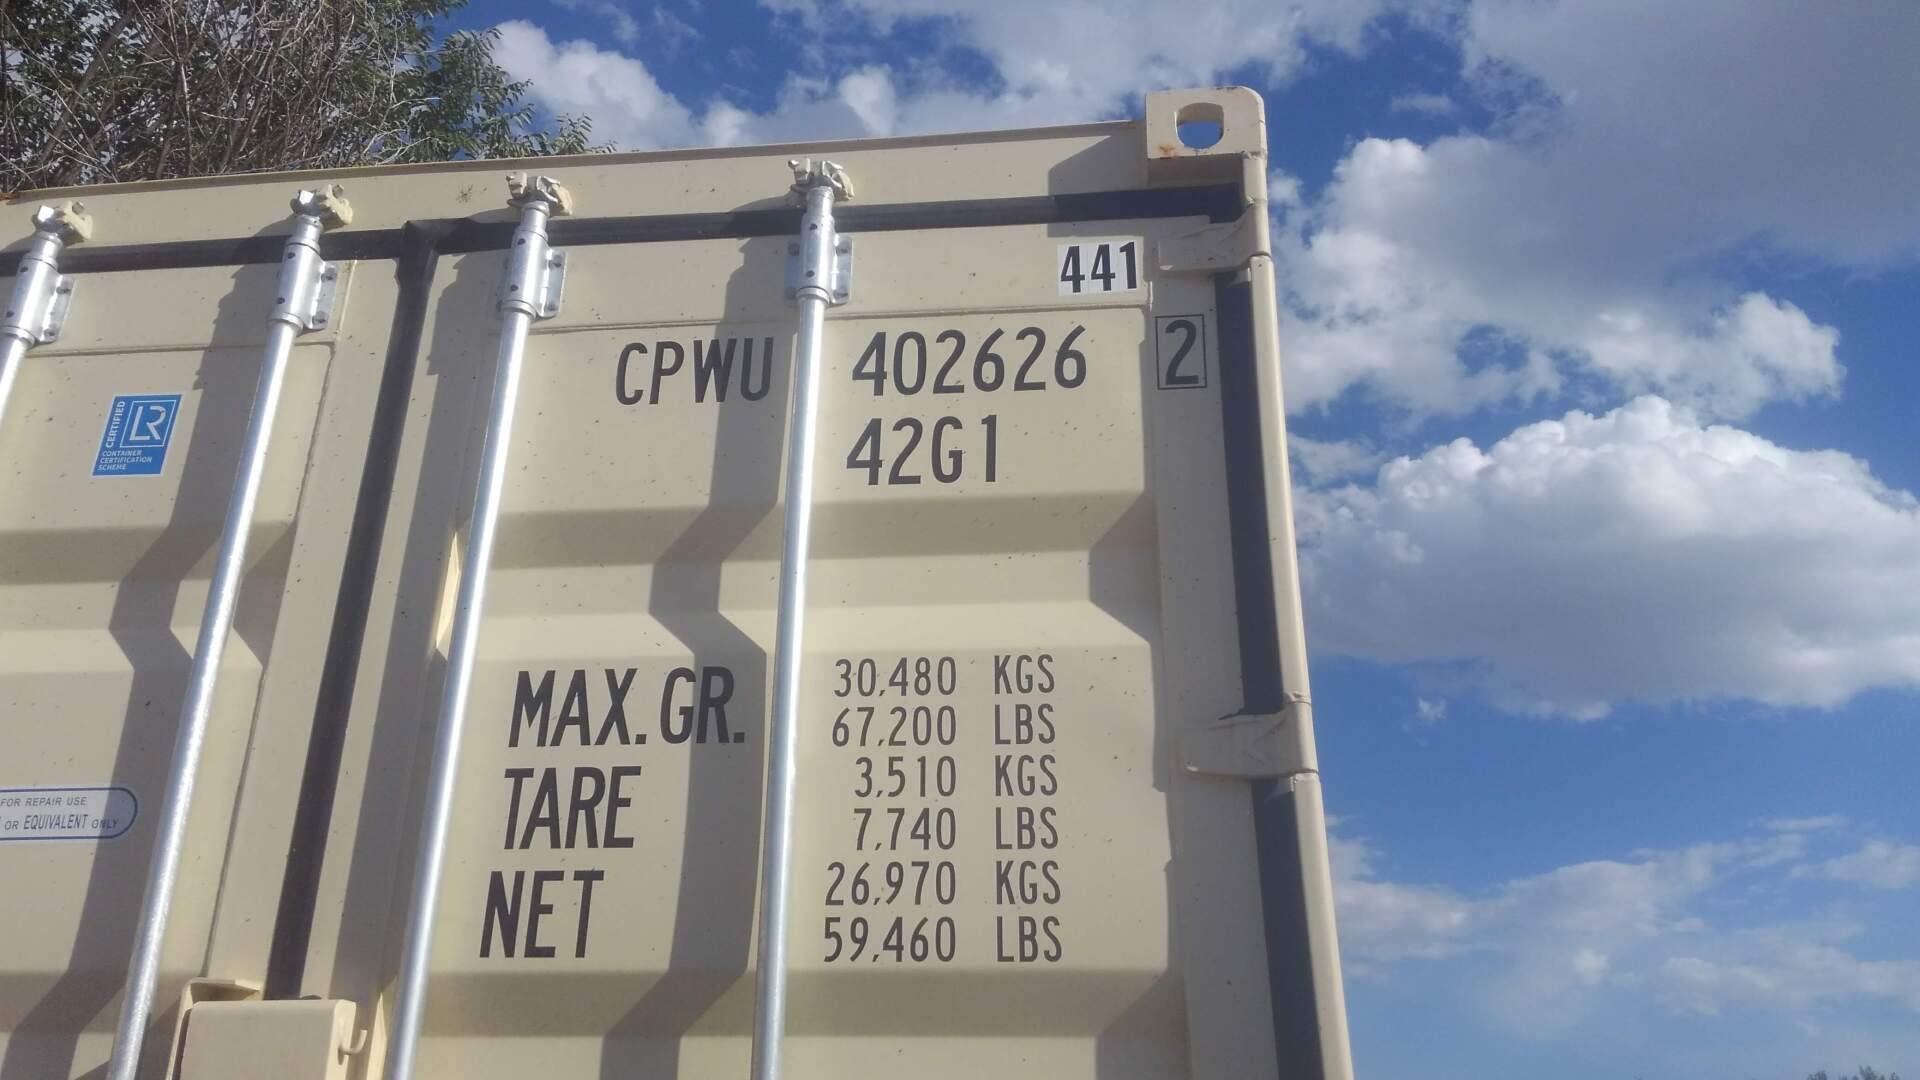 441
CPWU 402626 2
42G1
CERTIFIED
LR
CONTAINER
CERTIFICATION
SCHEME
MAX. GR. 30,480 KGS
67,200 LBS
TARE 3,510 KGS
7,740 LBS
NET 26,970 KGS
59,460 LBS
FOR REPAIR USE
OR EQUIVALENT ONLY